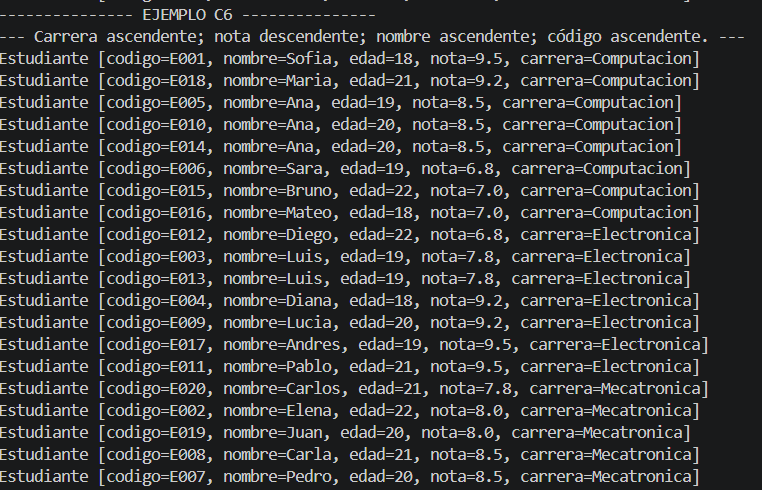 --------------- EJEMPLO C6 ---------------
--- Carrera ascendente; nota descendente; nombre ascendente; código ascendente. ---
Estudiante [codigo=E001, nombre=Sofia, edad=18, nota=9.5, carrera=Computacion]
Estudiante [codigo=E018, nombre=Maria, edad=21, nota=9.2, carrera=Computacion]
Estudiante [codigo=E005, nombre=Ana, edad=19, nota=8.5, carrera=Computacion]
Estudiante [codigo=E010, nombre=Ana, edad=20, nota=8.5, carrera=Computacion]
Estudiante [codigo=E014, nombre=Ana, edad=20, nota=8.5, carrera=Computacion]
Estudiante [codigo=E006, nombre=Sara, edad=19, nota=6.8, carrera=Computacion]
Estudiante [codigo=E015, nombre=Bruno, edad=22, nota=7.0, carrera=Computacion]
Estudiante [codigo=E016, nombre=Mateo, edad=18, nota=7.0, carrera=Computacion]
Estudiante [codigo=E012, nombre=Diego, edad=22, nota=6.8, carrera=Electronica]
Estudiante [codigo=E003, nombre=Luis, edad=19, nota=7.8, carrera=Electronica]
Estudiante [codigo=E013, nombre=Luis, edad=19, nota=7.8, carrera=Electronica]
Estudiante [codigo=E004, nombre=Diana, edad=18, nota=9.2, carrera=Electronica]
Estudiante [codigo=E009, nombre=Lucia, edad=20, nota=9.2, carrera=Electronica]
Estudiante [codigo=E017, nombre=Andres, edad=19, nota=9.5, carrera=Electronica]
Estudiante [codigo=E011, nombre=Pablo, edad=21, nota=9.5, carrera=Electronica]
Estudiante [codigo=E020, nombre=Carlos, edad=21, nota=7.8, carrera=Mecatronica]
Estudiante [codigo=E002, nombre=Elena, edad=22, nota=8.0, carrera=Mecatronica]
Estudiante [codigo=E019, nombre=Juan, edad=20, nota=8.0, carrera=Mecatronica]
Estudiante [codigo=E008, nombre=Carla, edad=21, nota=8.5, carrera=Mecatronica]
Estudiante [codigo=E007, nombre=Pedro, edad=20, nota=8.5, carrera=Mecatronica]